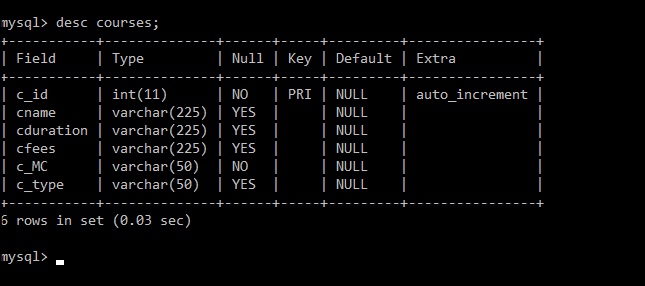 mysql> desc courses;
+-----------+--------------+------+-----+---------+----------------+
| Field     | Type         | Null | Key | Default | Extra          |
+-----------+--------------+------+-----+---------+----------------+
| c_id      | int(11)      | NO   | PRI | NULL    | auto_increment |
| cname     | varchar(225) | YES  |     | NULL    |                |
| cduration | varchar(225) | YES  |     | NULL    |                |
| cfees     | varchar(225) | YES  |     | NULL    |                |
| c_MC      | varchar(50)  | NO   |     | NULL    |                |
| c_type    | varchar(50)  | YES  |     | NULL    |                |
+-----------+--------------+------+-----+---------+----------------+
6 rows in set (0.03 sec)
mysql>